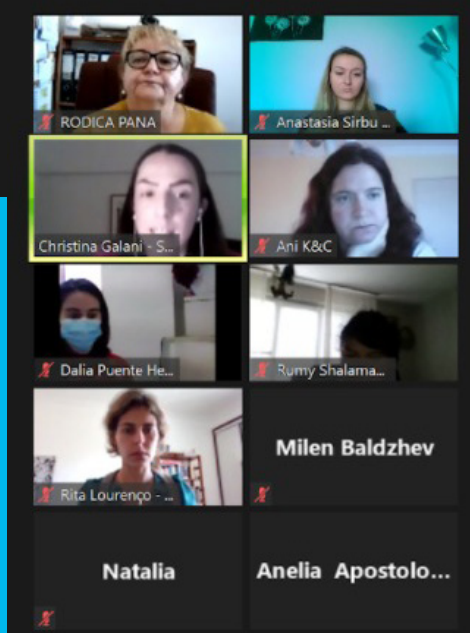 RODICA PANA
Anastasia Sirbu ...
Christina Galani - S...
Ani K&C
Dalia Puente He...
Rumy Shalama...
Rita Lourenço - ...
Milen Baldzhev
Natalia
Anelia Apostolo...